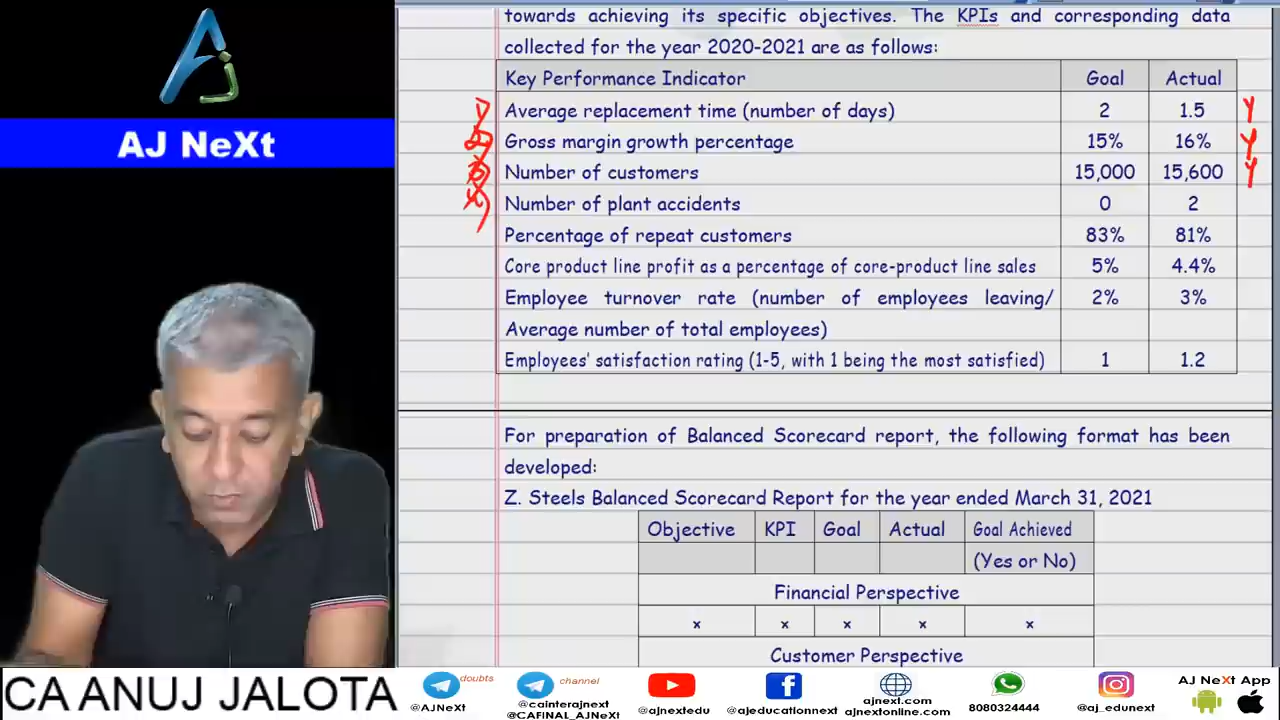 AJ NeXt
towards achieving its specific objectives. The KPIs and corresponding data
collected for the year 2020-2021 are as follows:
Key Performance Indicator Goal Actual
Average replacement time (number of days) 2 1.5 Y
Gross margin growth percentage 15% 16% Y
Number of customers 15,000 15,600 Y
Number of plant accidents 0 2
Percentage of repeat customers 83% 81%
Core product line profit as a percentage of core-product line sales 5% 4.4%
Employee turnover rate (number of employees leaving/ 2% 3%
Average number of total employees)
Employees' satisfaction rating (1-5, with 1 being the most satisfied) 1 1.2
For preparation of Balanced Scorecard report, the following format has been
developed:
Z. Steels Balanced Scorecard Report for the year ended March 31, 2021
Objective KPI Goal Actual Goal Achieved
(Yes or No)
Financial Perspective
× × × × ×
Customer Perspective
CA ANUJ JALOTA
doubts
@AJNeXt
channel
@cainterajnext
@CAFINAL_AJNeXt
@ajnextedu
@ajeducationnext
ajnext.com
ajnextonline.com
8080324444
@aj_edunext
AJ NeXt App